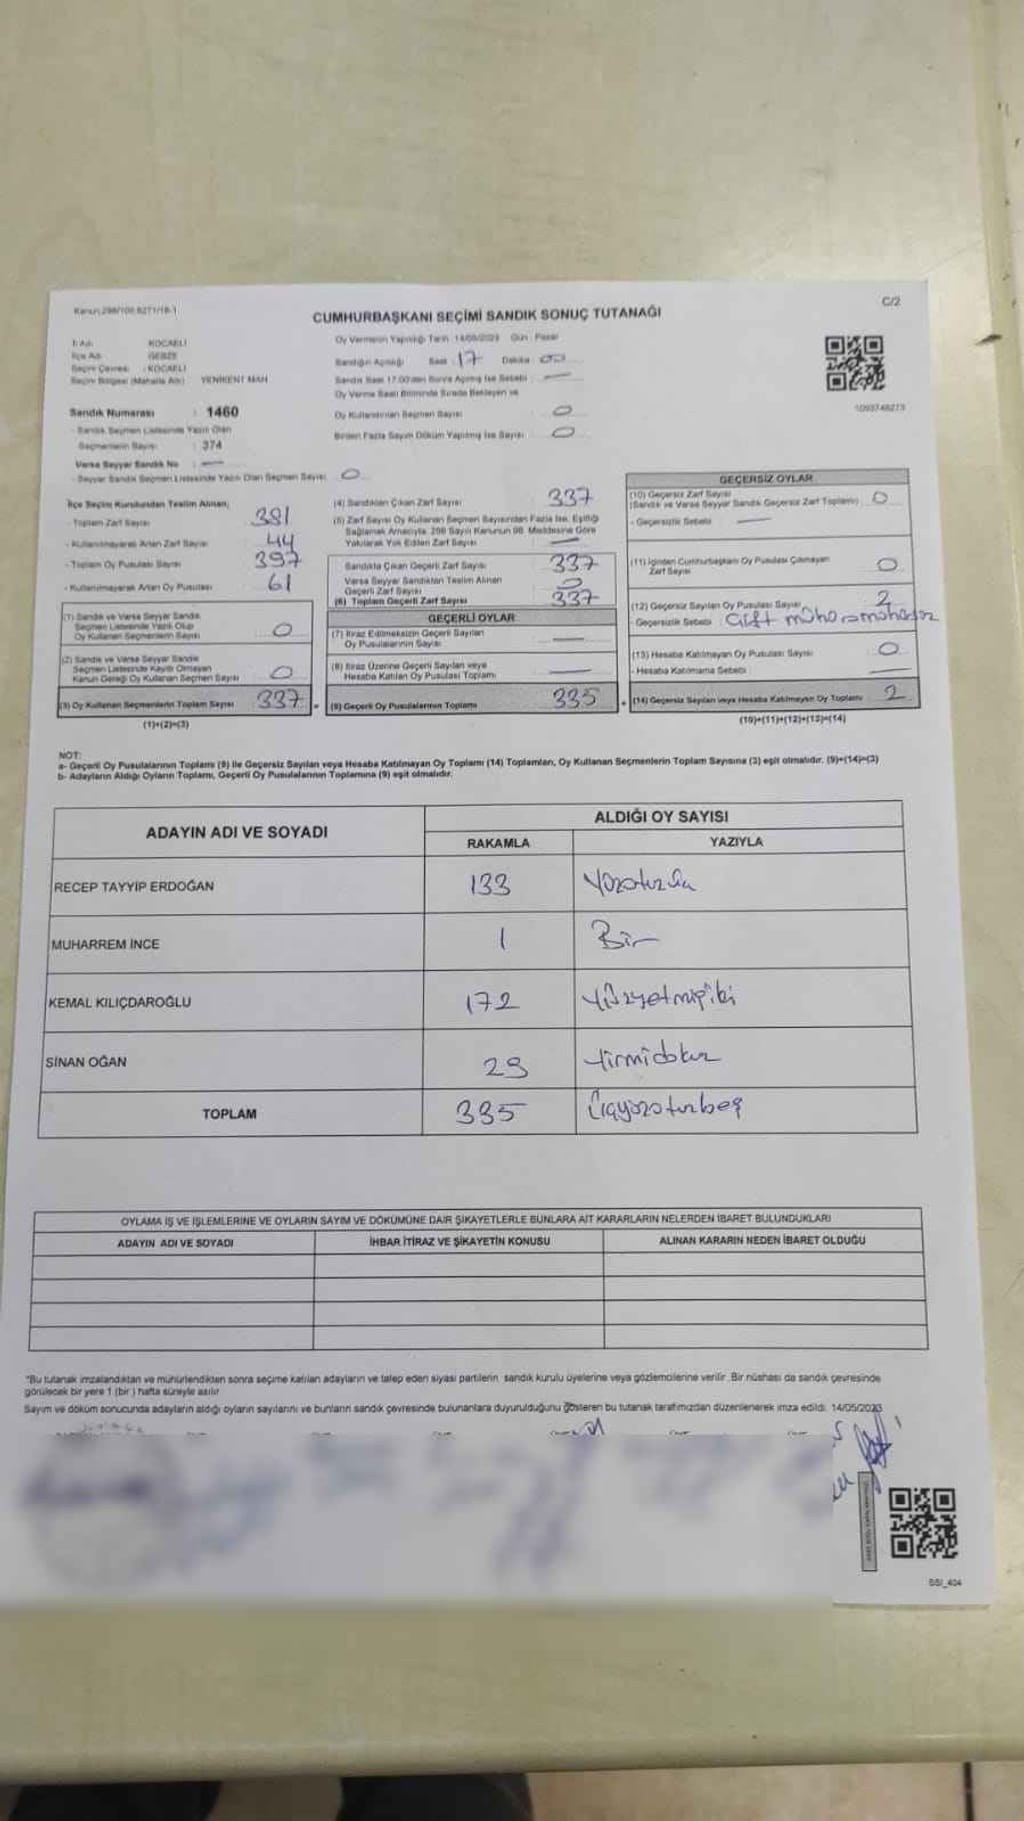 C/2
CUMHURBAŞKANI SEÇİMİ SANDIK SONUÇ TUTANAĞI
İli Adı KOCAELİ
İlçe Adı GEBZE
Seçim Çevresi : KOCAELİ
Seçim Bölgesi (Mahalle Adı) YENİKENT MAH
Sandık Numarası : 1460
- Sandık Seçmen Listesinde Yazılı Olan
Seçmenlerin Sayısı : 374
Varsa Seyyar Sandık No : —
- Seyyar Sandık Seçmen Listesinde Yazılı Olan Seçmen Sayısı : 0
Oy Vermenin Yapıldığı Tarih 14/05/2023 Gün : Pazar
Sandığın Açıldığı Saat : 17 Dakika 00
Sandık Saat 17.00'den Sonra Açılmış İse Sebebi : —
Oy Verme Saati Bitiminde Sırada Bekleyen ve
Oy Kullandırılan Seçmen Sayısı : 0
Birden Fazla Sayım Döküm Yapılmış İse Sayısı : 0
İlçe Seçim Kurulundan Teslim Alınan;
- Toplam Zarf Sayısı 381
- Kullanılmayarak Artan Zarf Sayısı 44
- Toplam Oy Pusulası Sayısı 397
- Kullanılmayarak Artan Oy Pusulası 61
(1) Sandık ve Varsa Seyyar Sandık
Seçmen Listesinde Yazılı Olup
Oy Kullanan Seçmenlerin Sayısı : 0
(2) Sandık ve Varsa Seyyar Sandık
Seçmen Listesinde Kayıtlı Olmayan
Kanun Gereği Oy Kullanan Seçmen Sayısı 0
(3) Oy Kullanan Seçmenlerin Toplam Sayısı 337
(1)+(2)=(3)
(4) Sandıktan Çıkan Zarf Sayısı 337
(5) Zarf Sayısı Oy Kullanan Seçmen Sayısından Fazla İse, Eşitliği
Sağlamak Amacıyla, 298 Sayılı Kanunun 98. Maddesine Göre
Yakılarak Yok Edilen Zarf Sayısı —
Sandıkta Çıkan Geçerli Zarf Sayısı 337
Varsa Seyyar Sandıktan Teslim Alınan
Geçerli Zarf Sayısı 0
(6) Toplam Geçerli Zarf Sayısı 337
GEÇERLİ OYLAR
(7) İtiraz Edilmeksizin Geçerli Sayılan
Oy Pusulalarının Sayısı —
(8) İtiraz Üzerine Geçerli Sayılan veya
Hesaba Katılan Oy Pusulası Toplamı —
(9) Geçerli Oy Pusulalarının Toplamı 335
GEÇERSİZ OYLAR
(10) Geçersiz Zarf Sayısı
(Sandık ve Varsa Seyyar Sandık Geçersiz Zarf Toplamı) 0
- Geçersizlik Sebebi —
(11) İçinden Cumhurbaşkanı Oy Pusulası Çıkmayan
Zarf Sayısı 0
(12) Geçersiz Sayılan Oy Pusulası Sayısı 2
- Geçersizlik Sebebi Çift
(13) Hesaba Katılmayan Oy Pusulası Sayısı 0
- Hesaba Katılmama Sebebi —
(14) Geçersiz Sayılan veya Hesaba Katılmayan Oy Toplamı 2
(10)+(11)+(12)+(13)=(14)
NOT:
a- Geçerli Oy Pusulalarının Toplamı (9) ile Geçersiz Sayılan veya Hesaba Katılmayan Oy Toplamı (14) Toplamları, Oy Kullanan Seçmenlerin Toplam Sayısına (3) eşit olmalıdır. (9)+(14)=(3)
b- Adayların Aldığı Oyların Toplamı, Geçerli Oy Pusulalarının Toplamına (9) eşit olmalıdır.
ADAYIN ADI VE SOYADI
ALDIĞI OY SAYISI
RAKAMLA YAZIYLA
RECEP TAYYİP ERDOĞAN 133
MUHARREM İNCE 1 Bir
KEMAL KILIÇDAROĞLU 172 Yüzyetmişiki
SİNAN OĞAN 29 Yirmidokuz
TOPLAM 335 Üçyüzotuzbeş
OYLAMA İŞ VE İŞLEMLERİNE VE OYLARIN SAYIM VE DÖKÜMÜNE DAİR ŞİKAYETLERLE BUNLARA AİT KARARLARIN NELERDEN İBARET BULUNDUKLARI
ADAYIN ADI VE SOYADI İHBAR İTİRAZ VE ŞİKAYETİN KONUSU ALINAN KARARIN NEDEN İBARET OLDUĞU
"Bu tutanak imzalandıktan ve mühürlendikten sonra seçime katılan adayların ve talep eden siyasi partilerin sandık kurulu üyelerine veya gözlemcilerine verilir. Bir nüshası da sandık çevresinde
görülecek bir yere 1 (bir) hafta süreyle asılır
Sayım ve döküm sonucunda adayların aldığı oyların sayılarını ve bunların sandık çevresinde bulunanlara duyurulduğunu gösteren bu tutanak tarafımızdan düzenlenerek imza edildi. 14/05/2023